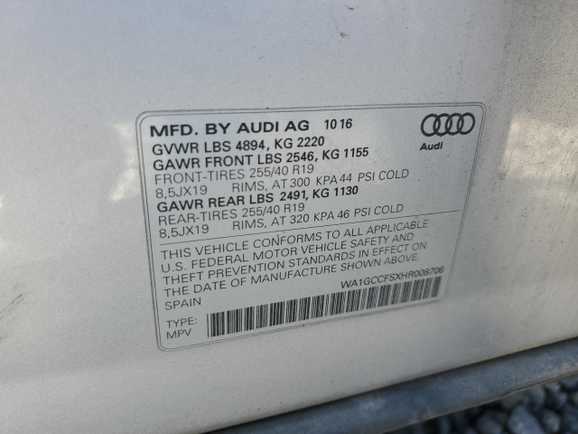 MFD. BY AUDI AG 10 16
GVWR LBS 4894, KG 2220
GAWR FRONT LBS 2546, KG 1155
FRONT-TIRES 255/40 R19
8,5JX19 RIMS, AT 300 KPA 44 PSI COLD
GAWR REAR LBS 2491, KG 1130
REAR-TIRES 255/40 R19
8,5JX19 RIMS, AT 320 KPA 46 PSI COLD
THIS VEHICLE CONFORMS TO ALL APPLICABLE
U.S. FEDERAL MOTOR VEHICLE SAFETY AND
THEFT PREVENTION STANDARDS IN EFFECT ON
THE DATE OF MANUFACTURE SHOWN ABOVE.
SPAIN
WA1GCCFSXHR008706
TYPE:
MPV
Audi